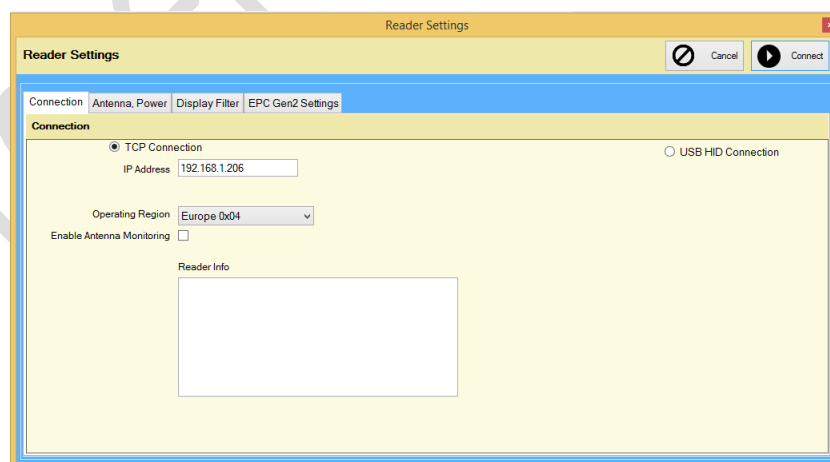 Reader Settings
Reader Settings
Cancel
Connect
Connection
Antenna, Power
Display Filter
EPC Gen2 Settings
Connection
TCP Connection
USB HID Connection
IP Address 192.168.1.206
Operating Region Europe 0x04
Enable Antenna Monitoring
Reader Info